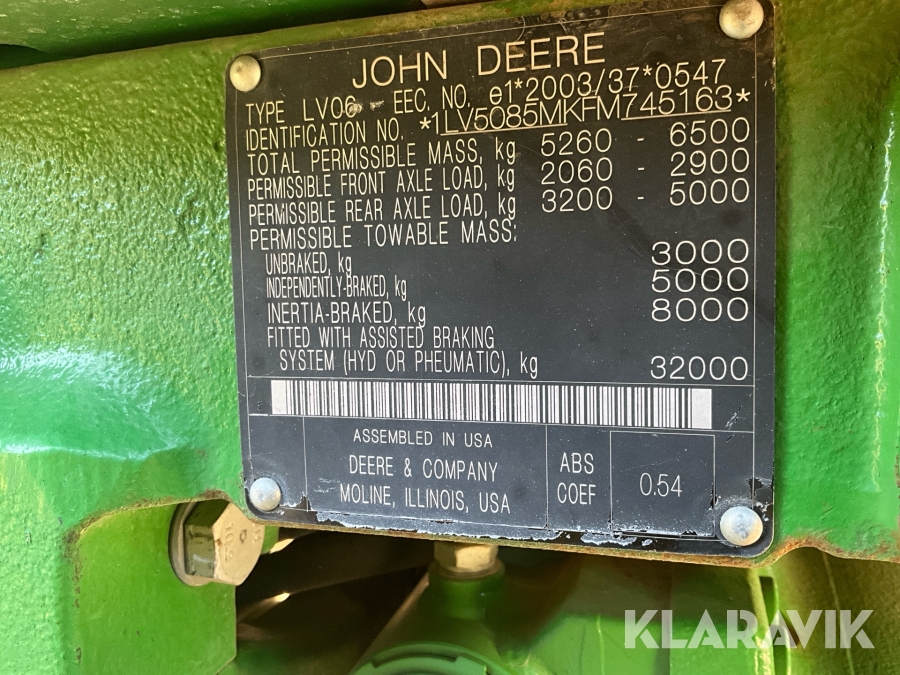 JOHN DEERE
TYPE LV06 EEC. NO. e1*2003/37*0547
IDENTIFICATION NO. *1LV5085MKFM745163*
TOTAL PERMISSIBLE MASS, kg 5260 - 6500
PERMISSIBLE FRONT AXLE LOAD, kg 2060 - 2900
PERMISSIBLE REAR AXLE LOAD, kg 3200 - 5000
PERMISSIBLE TOWABLE MASS:
UNBRAKED, kg 3000
INDEPENDENTLY-BRAKED, kg 5000
INERTIA-BRAKED, kg 8000
FITTED WITH ASSISTED BRAKING
SYSTEM (HYD OR PHEUMATIC), kg 32000
ASSEMBLED IN USA
DEERE & COMPANY
MOLINE, ILLINOIS, USA
ABS
COEF
0.54
KLARAVIK